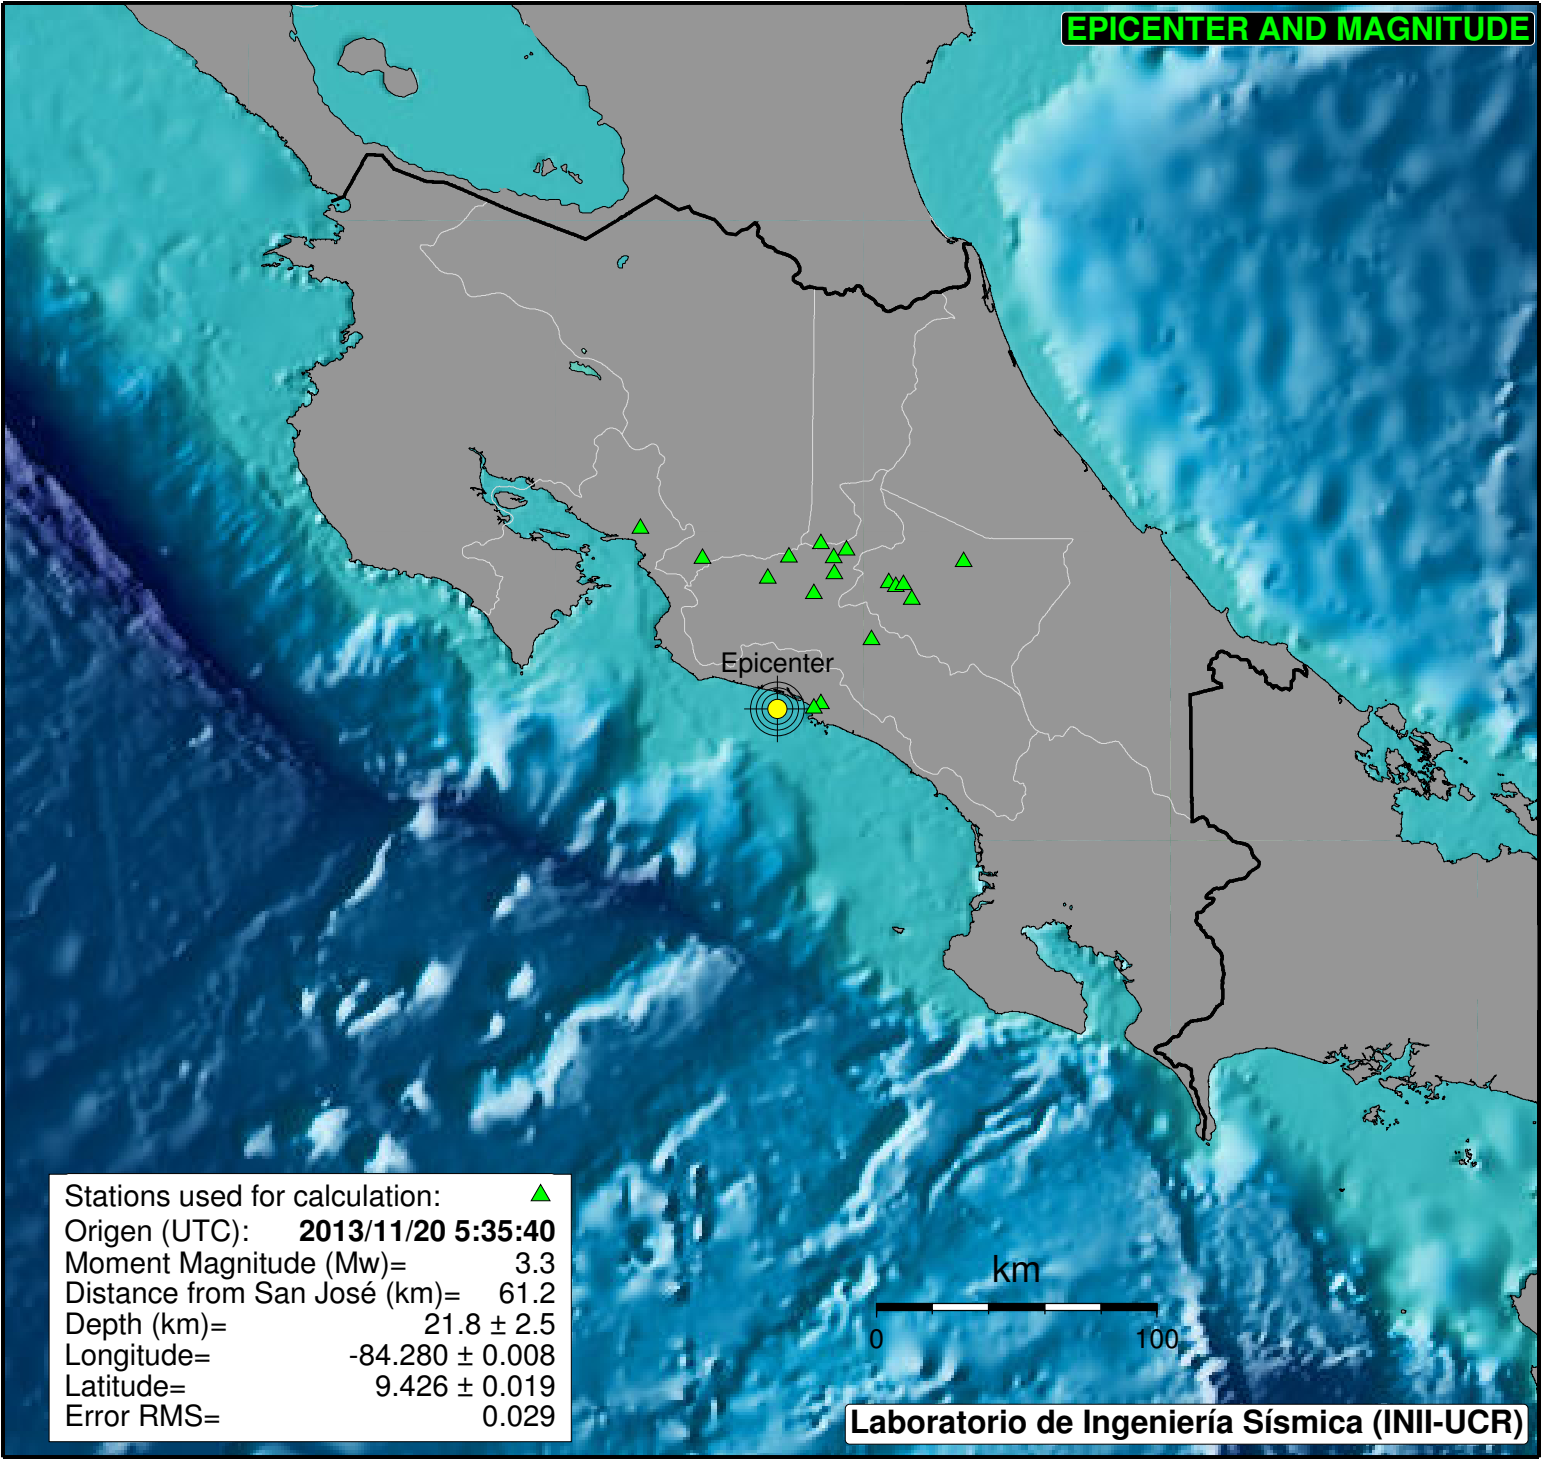 EPICENTER AND MAGNITUDE
Epicenter
Stations used for calculation:
Origen (UTC): 2013/11/20 5:35:40
Moment Magnitude (Mw)= 3.3
Distance from San José (km)= 61.2
Depth (km)= 21.8 ± 2.5
Longitude= -84.280 ± 0.008
Latitude= 9.426 ± 0.019
Error RMS= 0.029
km
0 100
Laboratorio de Ingeniería Sísmica (INII-UCR)